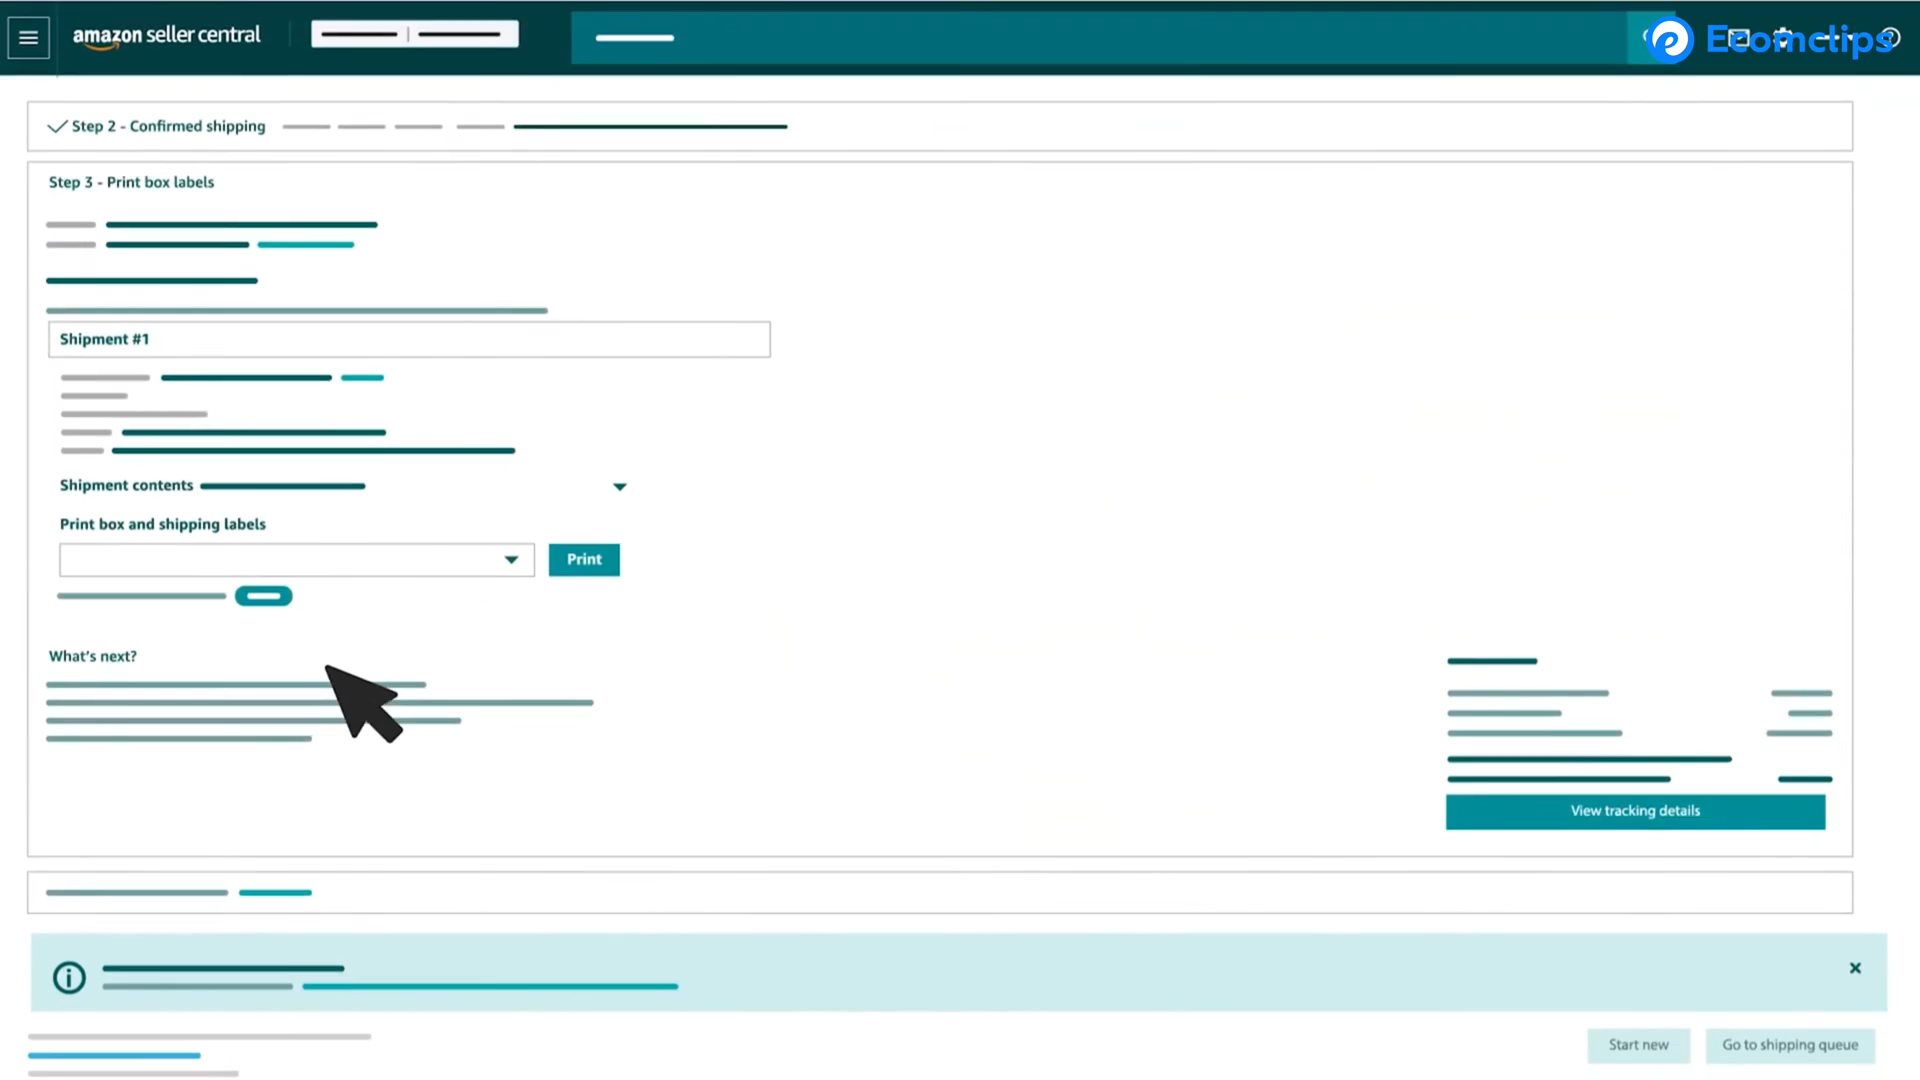 amazon seller central
Ecomclips
Step 2 - Confirmed shipping
Step 3 - Print box labels
Shipment #1
Shipment contents
Print box and shipping labels
Print
What's next?
View tracking details
Start new
Go to shipping queue